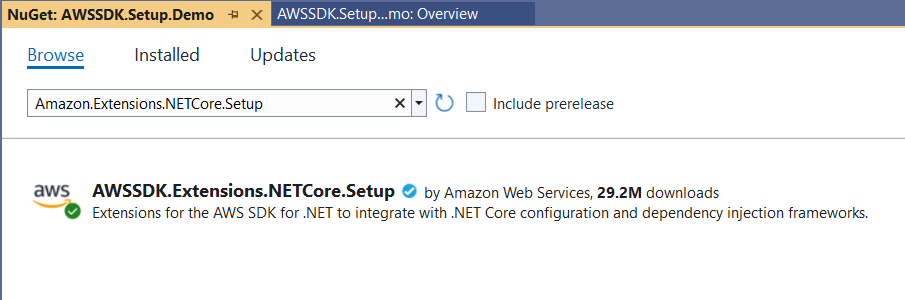 NuGet: AWSSDK.Setup.Demo
AWSSDK.Setup...mo: Overview
Browse Installed Updates
Amazon.Extensions.NETCore.Setup
Include prerelease
aws
AWSSDK.Extensions.NETCore.Setup by Amazon Web Services, 29.2M downloads
Extensions for the AWS SDK for .NET to integrate with .NET Core configuration and dependency injection frameworks.